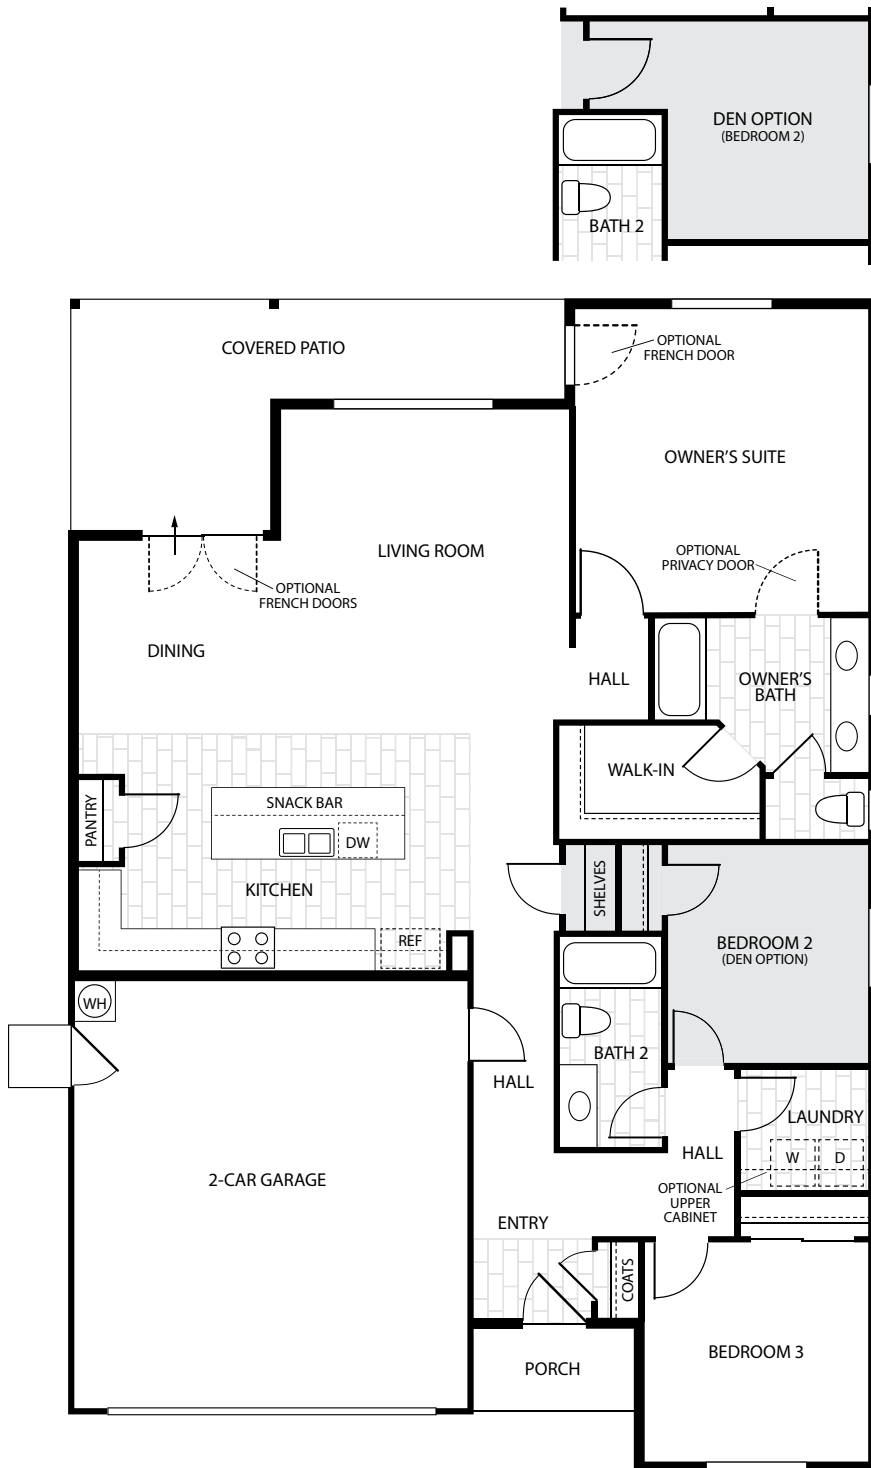 DEN OPTION
(BEDROOM 2)
BATH 2
COVERED PATIO
OPTIONAL
FRENCH DOOR
OWNER'S SUITE
LIVING ROOM
OPTIONAL
PRIVACY DOOR
OPTIONAL
FRENCH DOORS
DINING
HALL
OWNER'S
BATH
WALK-IN
PANTRY
SNACK BAR
DW
KITCHEN
SHELVES
REF
BEDROOM 2
(DEN OPTION)
WH
BATH 2
HALL
LAUNDRY
HALL
W
D
2-CAR GARAGE
OPTIONAL
UPPER
CABINET
ENTRY
COATS
BEDROOM 3
PORCH